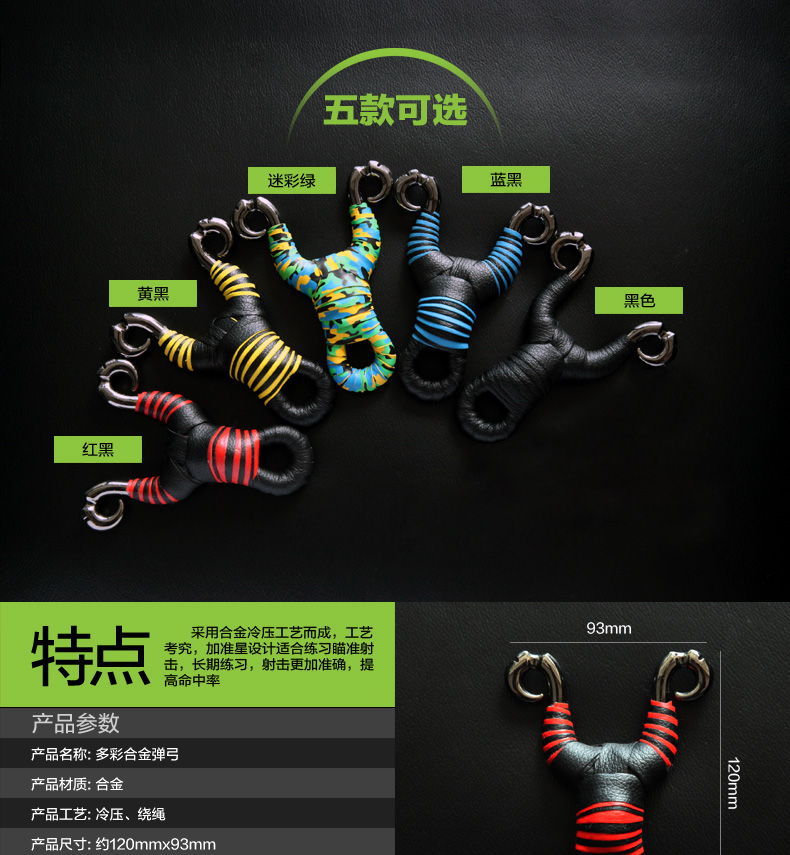 五款可选
迷彩绿
蓝黑
黄黑
黑色
红黑
特点
采用合金冷压工艺而成，工艺
考究，加准星设计适合练习瞄准射
击，长期练习，射击更加准确，提
高命中率
产品参数
产品名称: 多彩合金弹弓
产品材质: 合金
产品工艺: 冷压、绕绳
产品尺寸: 约120mmx93mm
93mm
120mm